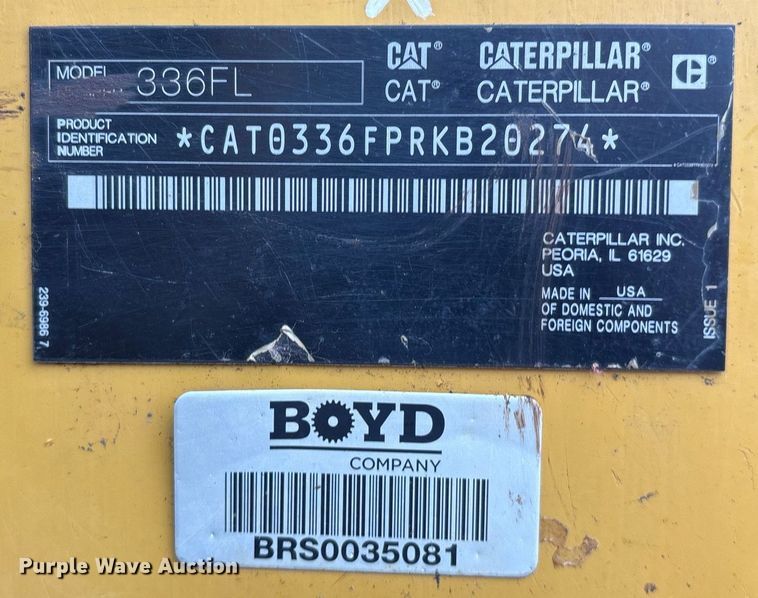 MODEL 336FL
CAT® CATERPILLAR®
CAT® CATERPILLAR®
PRODUCT
IDENTIFICATION
NUMBER
*CAT0336FPRKB20274*
CATERPILLAR INC.
PEORIA, IL 61629
USA
MADE IN USA
OF DOMESTIC AND
FOREIGN COMPONENTS
ISSUE 1
239-6986 7
BOYD
COMPANY
BRS0035081
Purple Wave Auction